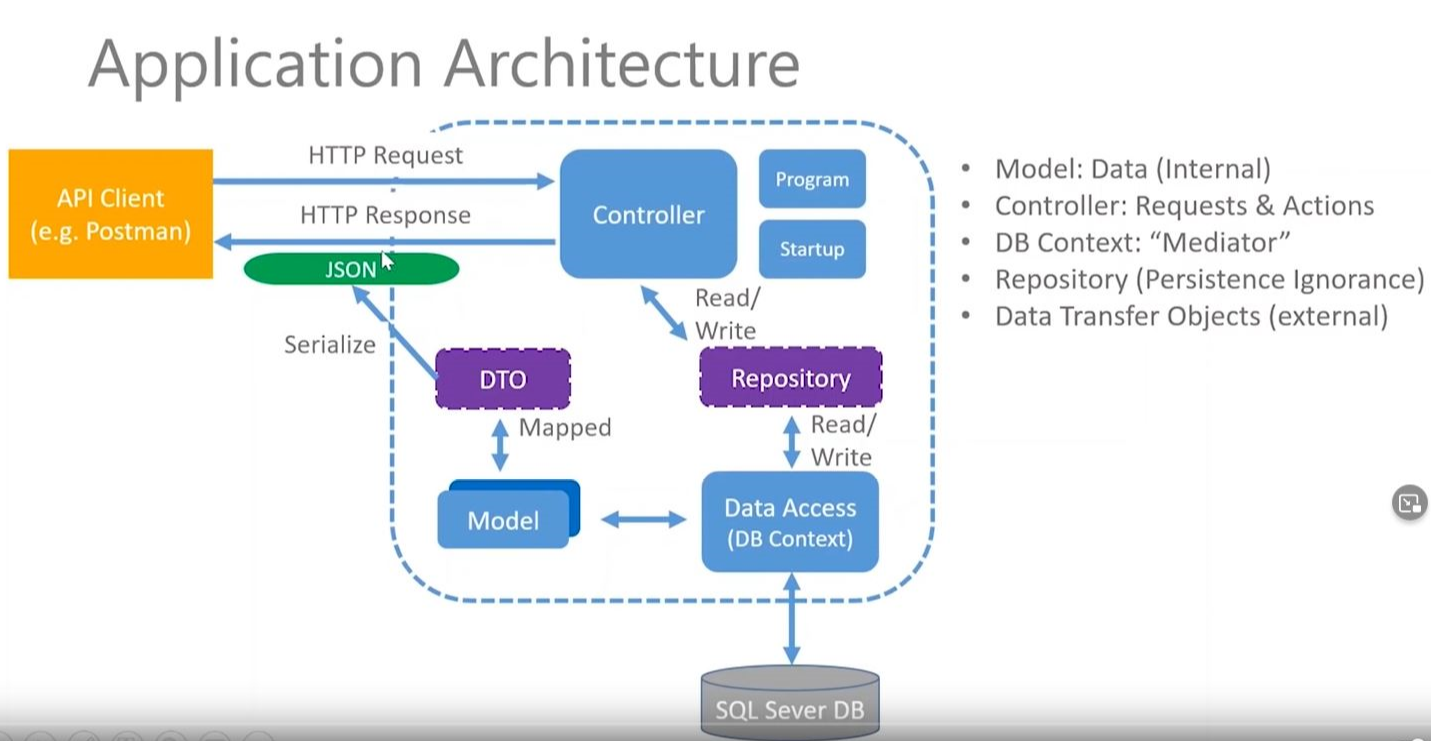 Application Architecture
API Client
(e.g. Postman)
HTTP Request
HTTP Response
JSON
Serialize
Controller
Program
Startup
Read/
Write
DTO
Repository
Mapped
Read/
Write
Model
Data Access
(DB Context)
SQL Sever DB
• Model: Data (Internal)
• Controller: Requests & Actions
• DB Context: “Mediator”
• Repository (Persistence Ignorance)
• Data Transfer Objects (external)